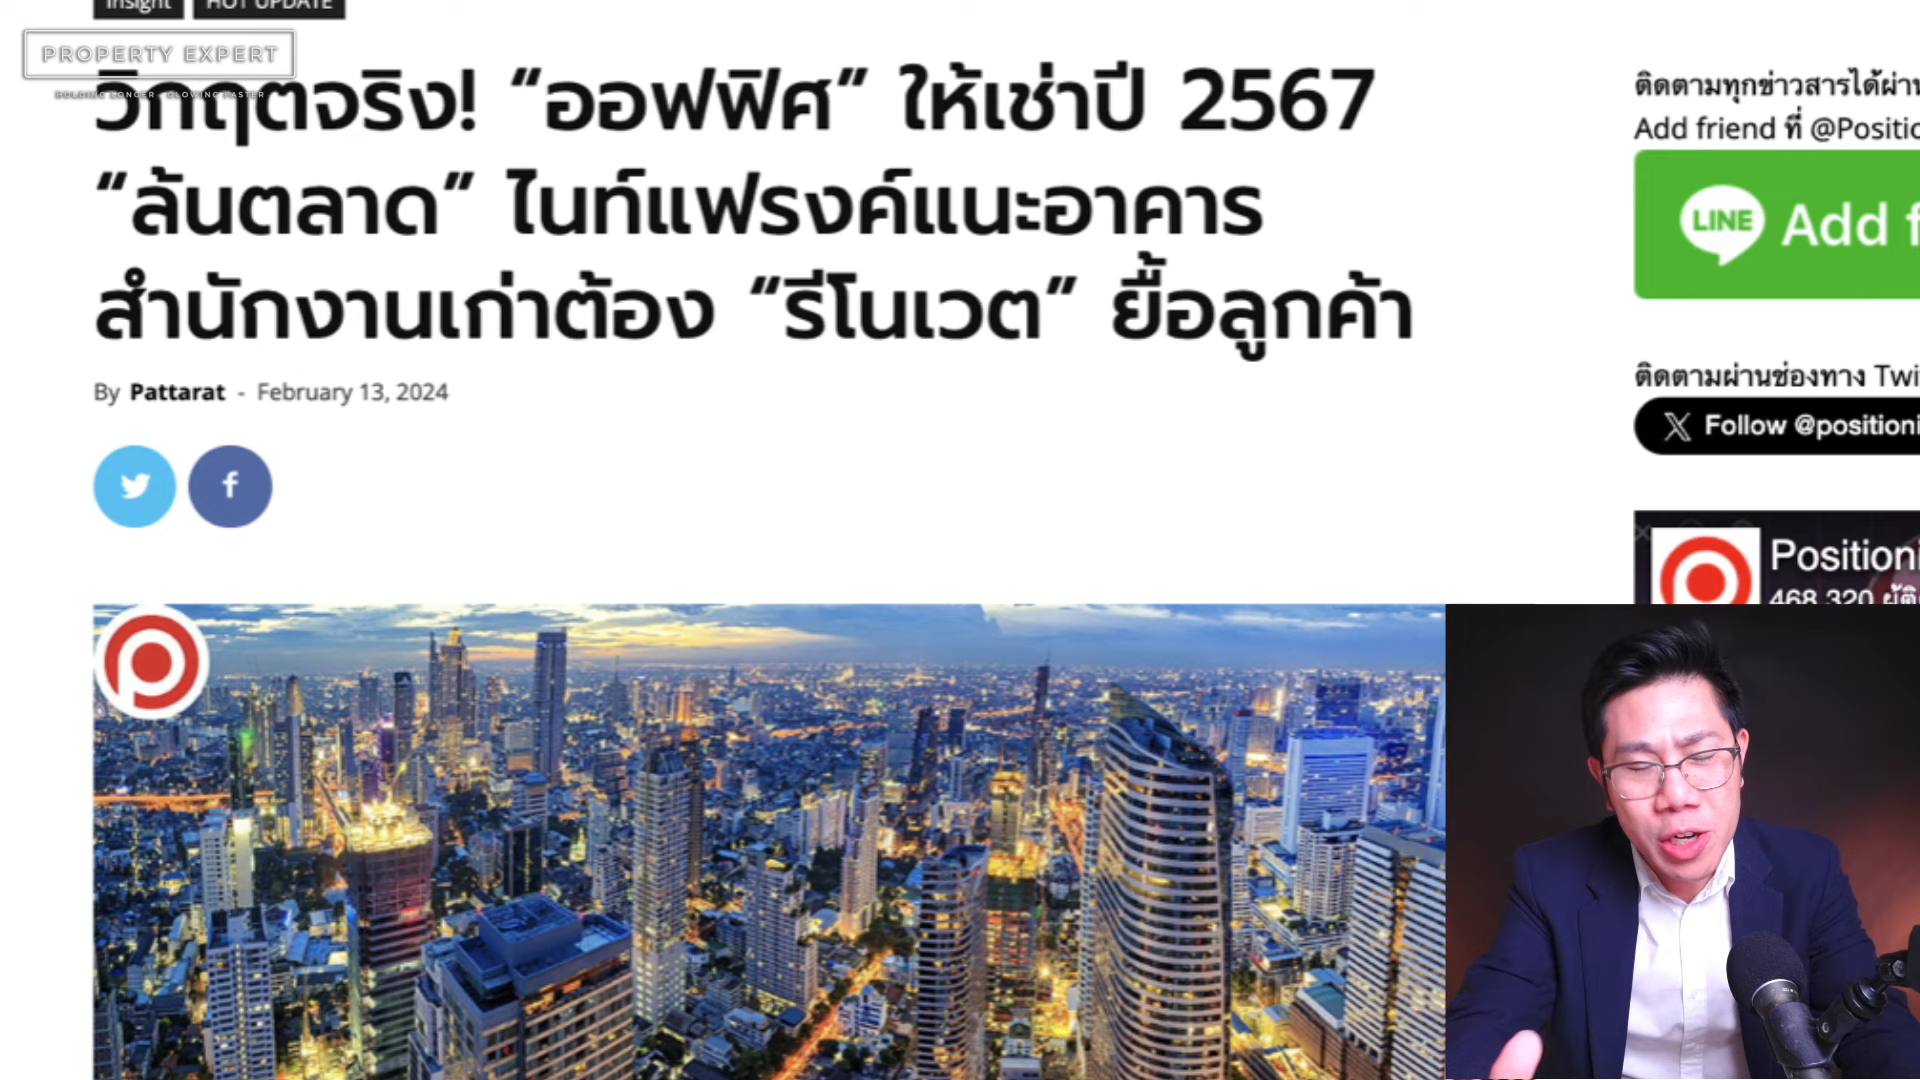 Insight HOT UPDATE
PROPERTY EXPERT
วิกฤตจริง! “ออฟฟิศ” ให้เช่าปี 2567
“ล้นตลาด” ไนท์แฟรงค์แนะอาคาร
สำนักงานเก่าต้อง “รีโนเวต” ยื้อลูกค้า
By Pattarat - February 13, 2024
ติดตามทุกข่าวสารได้ผ่าน
Add friend ที่ @Positio
LINE Add f
ติดตามผ่านช่องทาง Twi
Follow @positioni
Positioni
468,320